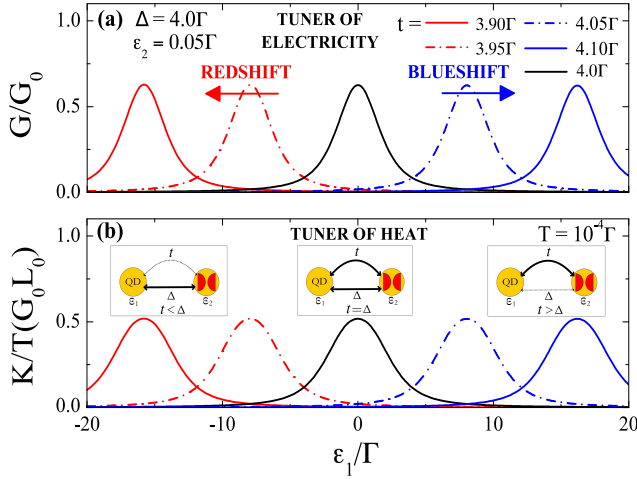 (a) Δ = 4.0Γ
ε₂ = 0.05Γ
TUNER OF
ELECTRICITY
t =
3.90Γ
3.95Γ
4.05Γ
4.10Γ
4.0Γ
REDSHIFT
BLUESHIFT
G/G₀
1.0
0.5
0.0
(b)
TUNER OF HEAT
T = 10⁻⁴Γ
t
QD
Δ
ε₁
ε₂
t<Δ
t
QD
Δ
ε₁
ε₂
t=Δ
t
QD
Δ
ε₁
ε₂
t>Δ
K/T(G₀L₀)
1.0
0.5
0.0
-20
-10
0
10
20
ε₁/Γ